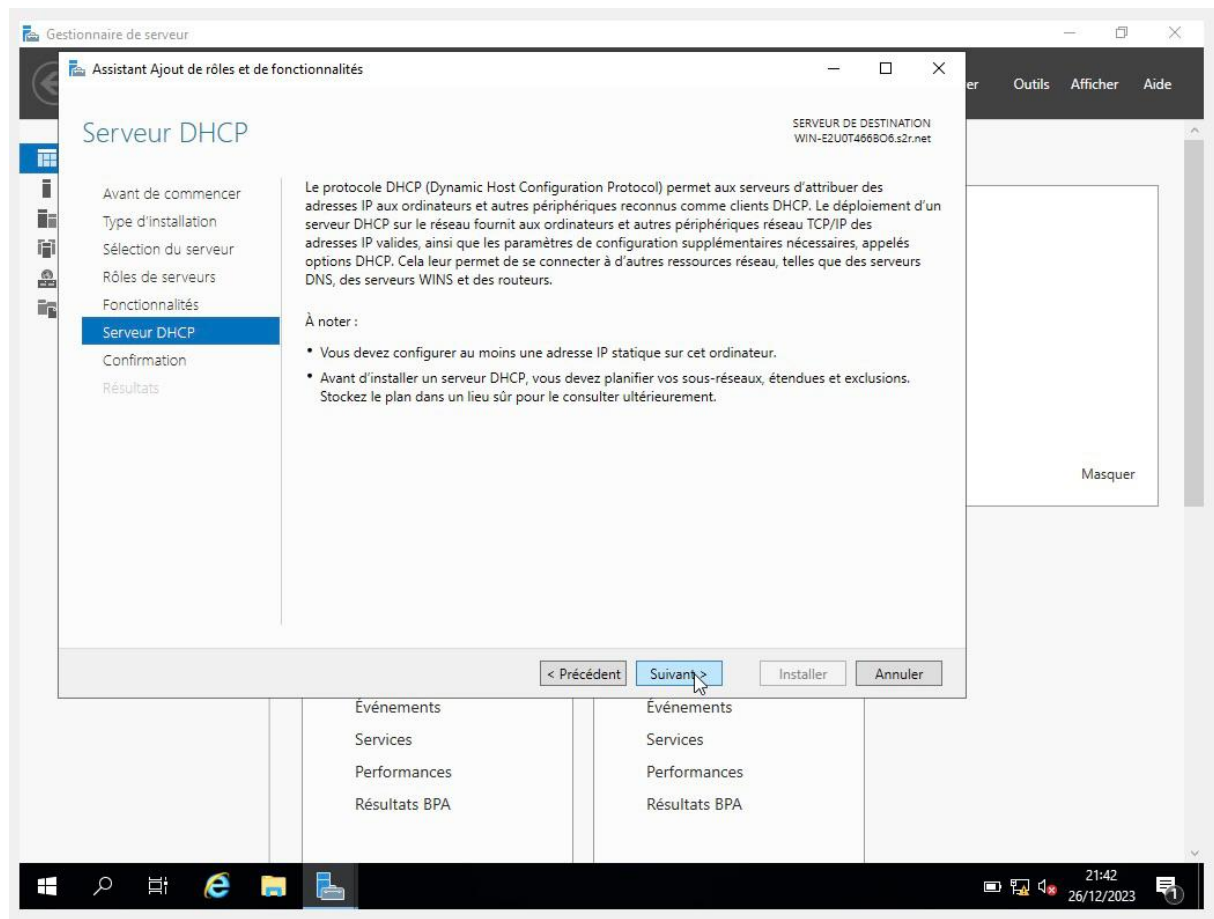 Gestionnaire de serveur
Assistant Ajout de rôles et de fonctionnalités
er Outils Afficher Aide
Serveur DHCP
SERVEUR DE DESTINATION
WIN-E2U0T466BO6.s2r.net
Avant de commencer
Type d'installation
Sélection du serveur
Rôles de serveurs
Fonctionnalités
Serveur DHCP
Confirmation
Résultats
Le protocole DHCP (Dynamic Host Configuration Protocol) permet aux serveurs d'attribuer des
adresses IP aux ordinateurs et autres périphériques reconnus comme clients DHCP. Le déploiement d'un
serveur DHCP sur le réseau fournit aux ordinateurs et autres périphériques réseau TCP/IP des
adresses IP valides, ainsi que les paramètres de configuration supplémentaires nécessaires, appelés
options DHCP. Cela leur permet de se connecter à d'autres ressources réseau, telles que des serveurs
DNS, des serveurs WINS et des routeurs.
À noter :
• Vous devez configurer au moins une adresse IP statique sur cet ordinateur.
• Avant d'installer un serveur DHCP, vous devez planifier vos sous-réseaux, étendues et exclusions.
Stockez le plan dans un lieu sûr pour le consulter ultérieurement.
Masquer
< Précédent Suivant > Installer Annuler
Événements Événements
Services Services
Performances Performances
Résultats BPA Résultats BPA
21:42
26/12/2023
1